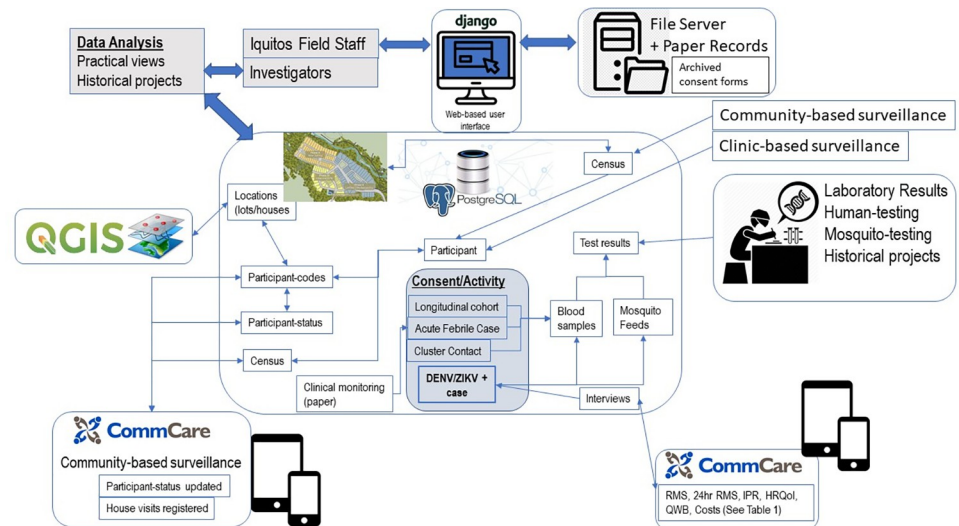 Data Analysis
Practical views
Historical projects
Iquitos Field Staff
Investigators
django
Web-based user
interface
File Server
+ Paper Records
Archived
consent forms
Community-based surveillance
Clinic-based surveillance
PostgreSQL
Census
Locations
(lots/houses
QGIS
Participant
Test results
Laboratory Results
Human-testing
Mosquito-testing
Historical projects
Participant-codes
Participant-status
Census
Consent/Activity
Longitudinal cohort
Acute Febrile Case
Cluster Contact
DENV/ZIKV +
case
Blood
samples
Mosquito
Feeds
Clinical monitoring
(paper)
Interviews
CommCare
Community-based surveillance
Participant-status updated
House visits registered
CommCare
RMS, 24hr RMS, IPR, HRQol,
QWB, Costs (See Table 1)